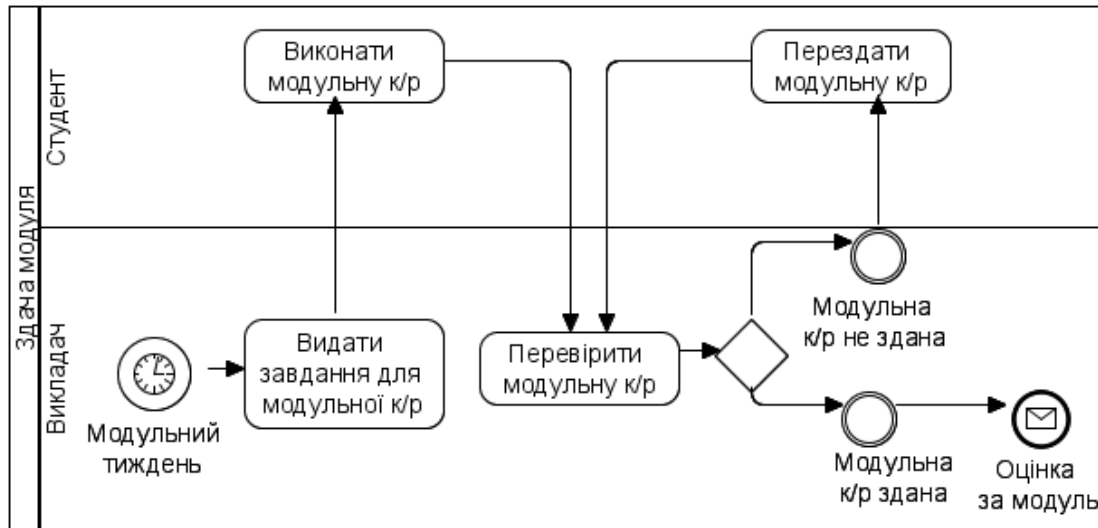 Здача модуля
Студент
Виконати
модульну к/р
Перездати
модульну к/р
Викладач
Модульний
тиждень
Видати
завдання для
модульної к/р
Перевірити
модульну к/р
Модульна
к/р не здана
Модульна
к/р здана
Оцінка
за модуль